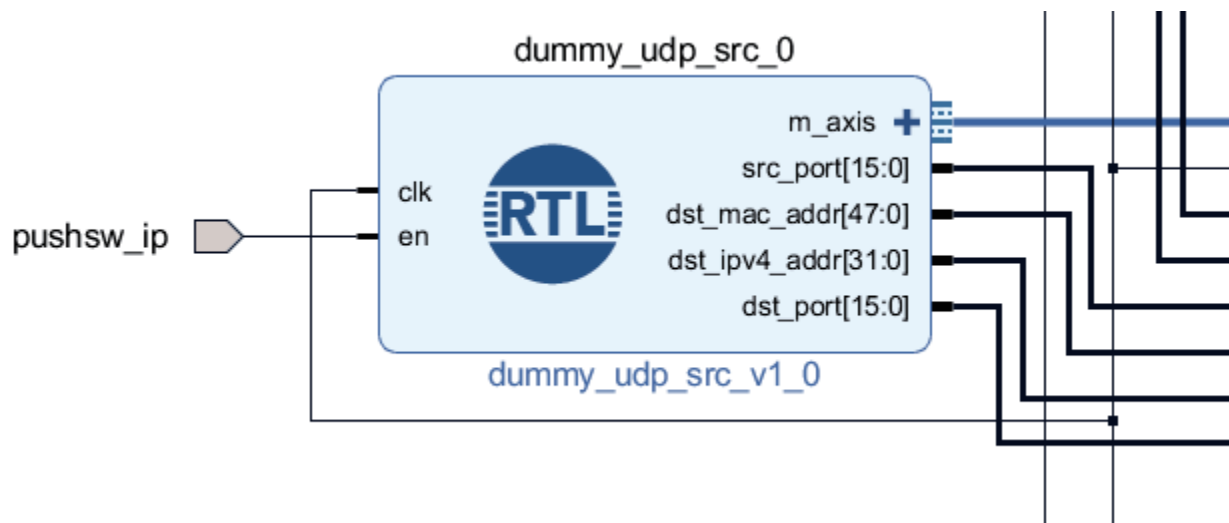 dummy_udp_src_0
m_axis
src_port[15:0]
clk
dst_mac_addr[47:0]
RTL
pushsw_ip
en
dst_ipv4_addr[31:0]
dst_port[15:0]
dummy_udp_src_v1_0